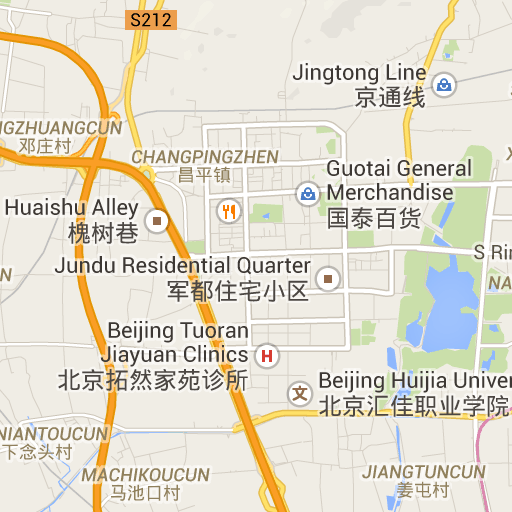 S212
Jingtong Line
京通线
NGZHUANGCUN
邓庄村
CHANGPINGZHEN
昌平镇
Guotai General
Merchandise
国泰百货
X
Huaishu Alley
槐树巷
S Rin
Jundu Residential Quarter
军都住宅小区
NA
Beijing Tuoran
Jiayuan Clinics
北京拓然家苑诊所
H
文
Beijing Huijia Univer
北京汇佳职业学院
NIANTOUCUN
下念头村
MACHIKOUCUN
马池口村
JIANGTUNCUN
姜屯村